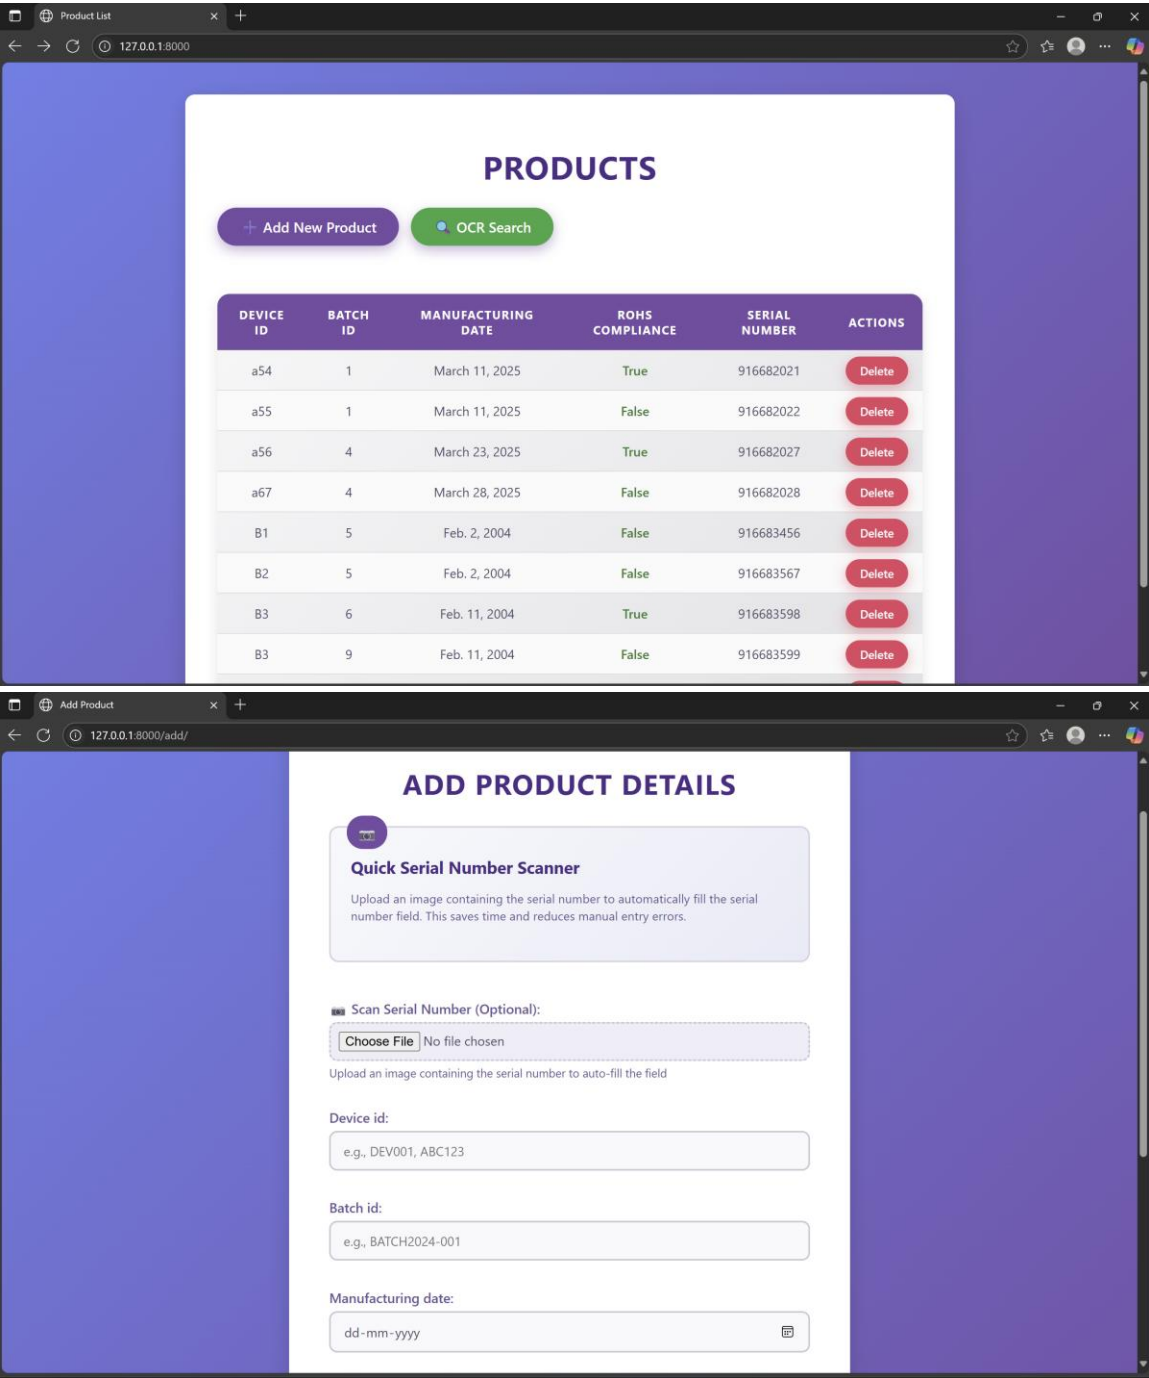 Product List
127.0.0.1:8000
PRODUCTS
Add New Product
OCR Search
DEVICE ID BATCH ID MANUFACTURING DATE ROHS COMPLIANCE SERIAL NUMBER ACTIONS
a54 1 March 11, 2025 True 916682021 Delete
a55 1 March 11, 2025 False 916682022 Delete
a56 4 March 23, 2025 True 916682027 Delete
a67 4 March 28, 2025 False 916682028 Delete
B1 5 Feb. 2, 2004 False 916683456 Delete
B2 5 Feb. 2, 2004 False 916683567 Delete
B3 6 Feb. 11, 2004 True 916683598 Delete
B3 9 Feb. 11, 2004 False 916683599 Delete
Add Product
127.0.0.1:8000/add/
ADD PRODUCT DETAILS
Quick Serial Number Scanner
Upload an image containing the serial number to automatically fill the serial
number field. This saves time and reduces manual entry errors.
Scan Serial Number (Optional):
Choose File No file chosen
Upload an image containing the serial number to auto-fill the field
Device id:
e.g., DEV001, ABC123
Batch id:
e.g., BATCH2024-001
Manufacturing date:
dd-mm-yyyy